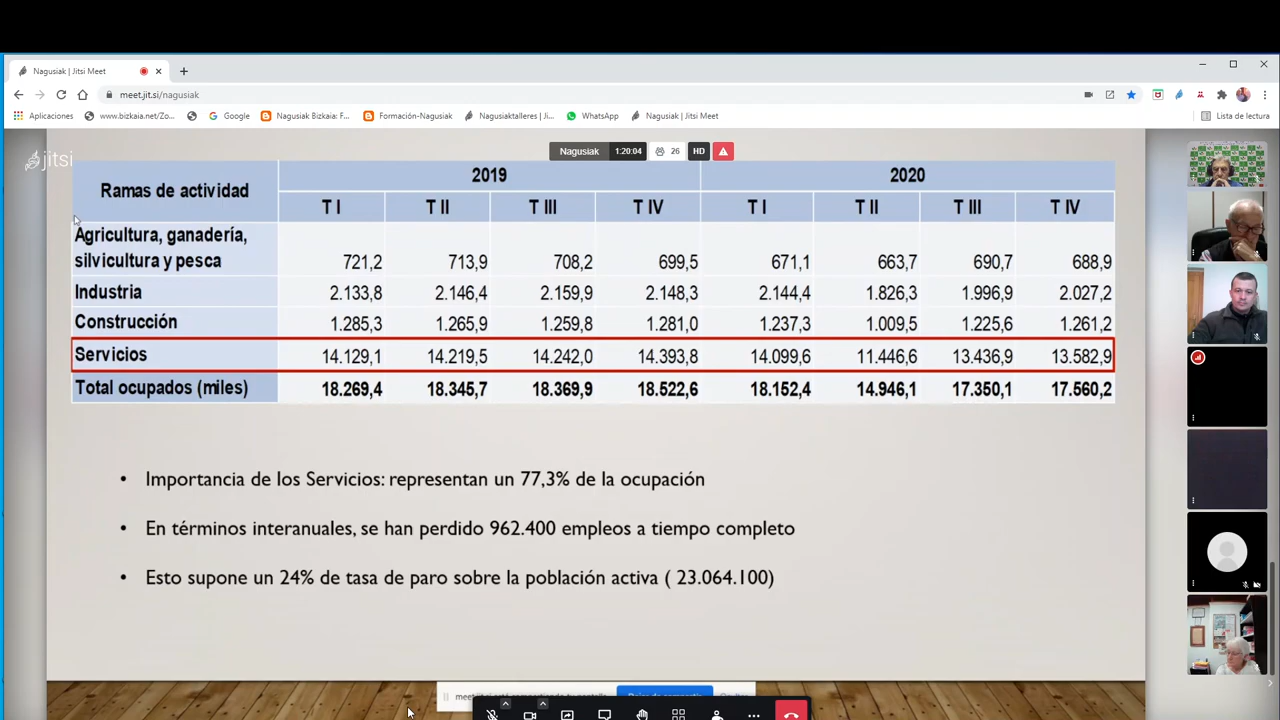 Nagusiak | Jitsi Meet
meet.jit.si/nagusiak
Aplicaciones www.bizkaia.net/Zo... Google Nagusiak Bizkaia: F... Formación-Nagusiak Nagusiaktalleres | Ji... WhatsApp Nagusiak | Jitsi Meet Lista de lectura
jitsi
Nagusiak 1:20:04 26 HD
Ramas de actividad 2019 2020
T I T II T III T IV T I T II T III T IV
Agricultura, ganadería,
silvicultura y pesca 721,2 713,9 708,2 699,5 671,1 663,7 690,7 688,9
Industria 2.133,8 2.146,4 2.159,9 2.148,3 2.144,4 1.826,3 1.996,9 2.027,2
Construcción 1.285,3 1.265,9 1.259,8 1.281,0 1.237,3 1.009,5 1.225,6 1.261,2
Servicios 14.129,1 14.219,5 14.242,0 14.393,8 14.099,6 11.446,6 13.436,9 13.582,9
Total ocupados (miles) 18.269,4 18.345,7 18.369,9 18.522,6 18.152,4 14.946,1 17.350,1 17.560,2
• Importancia de los Servicios: representan un 77,3% de la ocupación
• En términos interanuales, se han perdido 962.400 empleos a tiempo completo
• Esto supone un 24% de tasa de paro sobre la población activa ( 23.064.100)